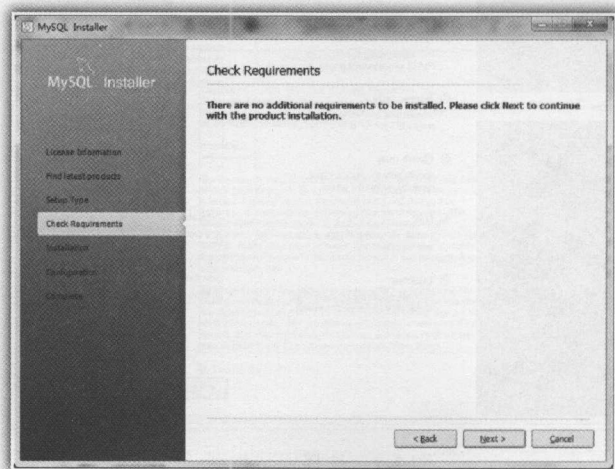 MySQL Installer
MySQL Installer
License Information
Find latest products
Setup Type
Check Requirements
Installation
Configuration
Complete
Check Requirements
There are no additional requirements to be installed. Please click Next to continue
with the product installation.
< Back
Next >
Cancel